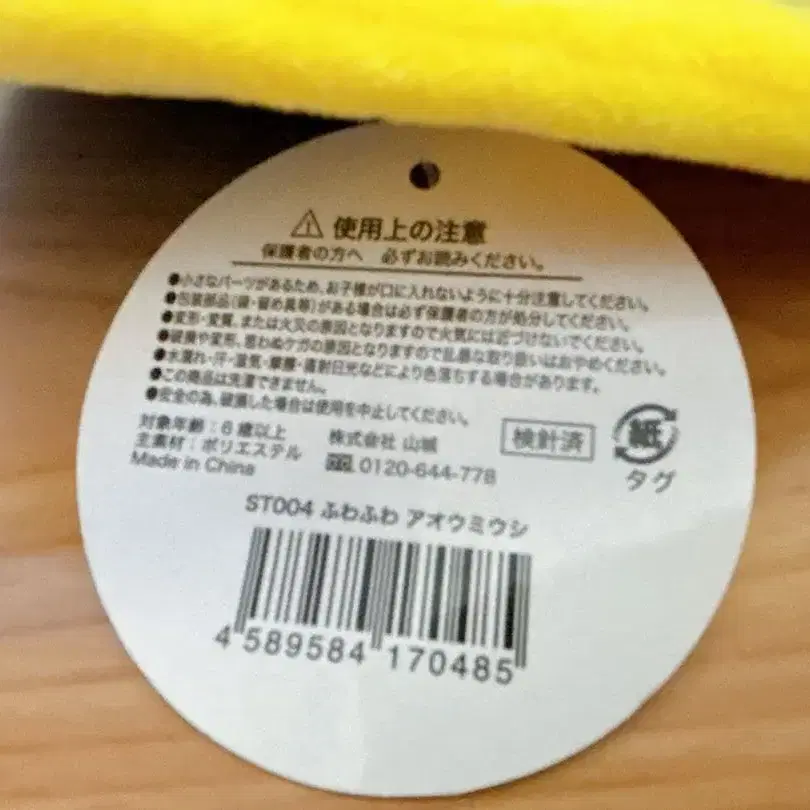 ⚠ 使用上の注意
保護者の方へ 必ずお読みください。
●小さなパーツがあるため、お子様が口に入れないように十分注意してください。
●包装部品(袋・留め具等)がある場合は必ず保護者の方が処分してください。
●変形・変質、または火災の原因となりますので火気には近づけないでください。
●破損や変形、思わぬケガの原因となりますので乱暴な取り扱いはおやめください。
●水濡れ・汗・湿気・摩擦・直射日光などにより色落ちする場合があります。
●この商品は洗濯できません。
●安全の為、破損した場合は使用を中止してください。
対象年齢:6歳以上
主素材:ポリエステル
Made in China
株式会社 山城
0120-644-778
検針済
紙
タグ
ST004 ふわふわ アオウミウシ
4 589584 170485